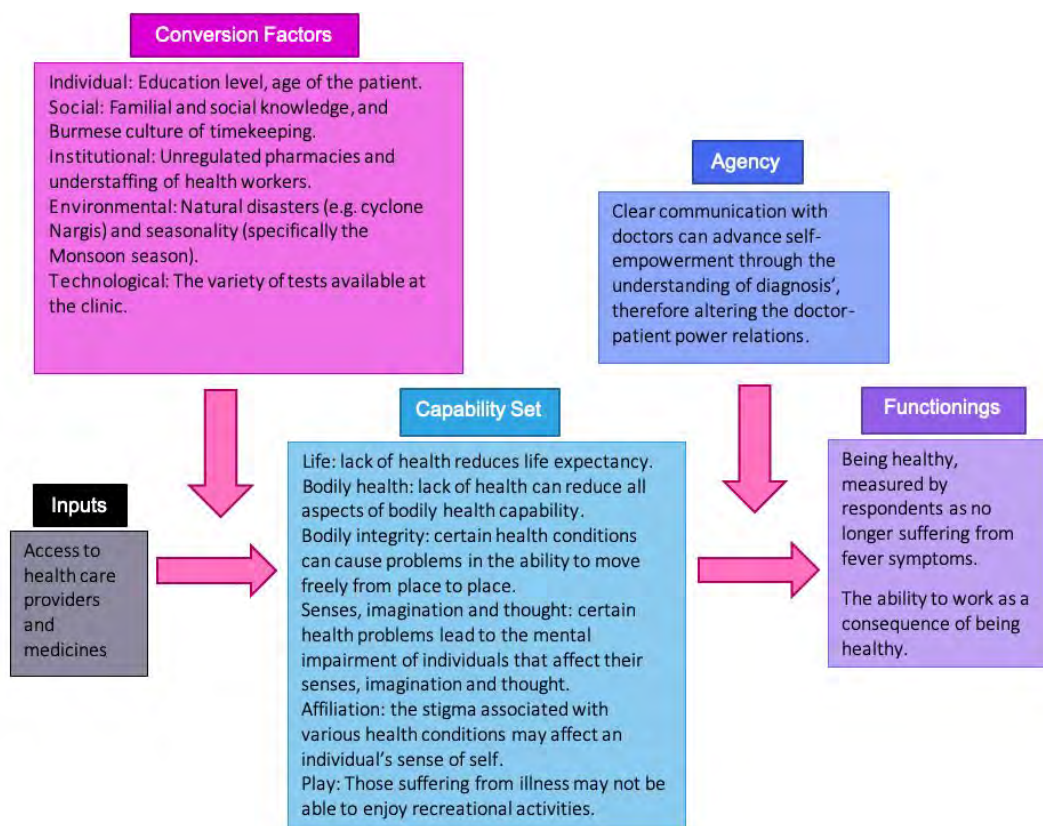 Conversion Factors
Individual: Education level, age of the patient.
Social: Familial and social knowledge, and
Burmese culture of timekeeping.
Institutional: Unregulated pharmacies and
understaffing of health workers.
Environmental: Natural disasters (e.g. cyclone
Nargis) and seasonality (specifically the
Monsoon season).
Technological: The variety of tests available at
the clinic.
Agency
Clear communication with
doctors can advance self-
empowerment through the
understanding of diagnosis’,
therefore altering the doctor-
patient power relations.
Inputs
Access to
health care
providers
and
medicines
Capability Set
Life: lack of health reduces life expectancy.
Bodily health: lack of health can reduce all
aspects of bodily health capability.
Bodily integrity: certain health conditions
can cause problems in the ability to move
freely from place to place.
Senses, imagination and thought: certain
health problems lead to the mental
impairment of individuals that affect their
senses, imagination and thought.
Affiliation: the stigma associated with
various health conditions may affect an
individual’s sense of self.
Play: Those suffering from illness may not be
able to enjoy recreational activities.
Functionings
Being healthy,
measured by
respondents as no
longer suffering from
fever symptoms.
The ability to work as a
consequence of being
healthy.